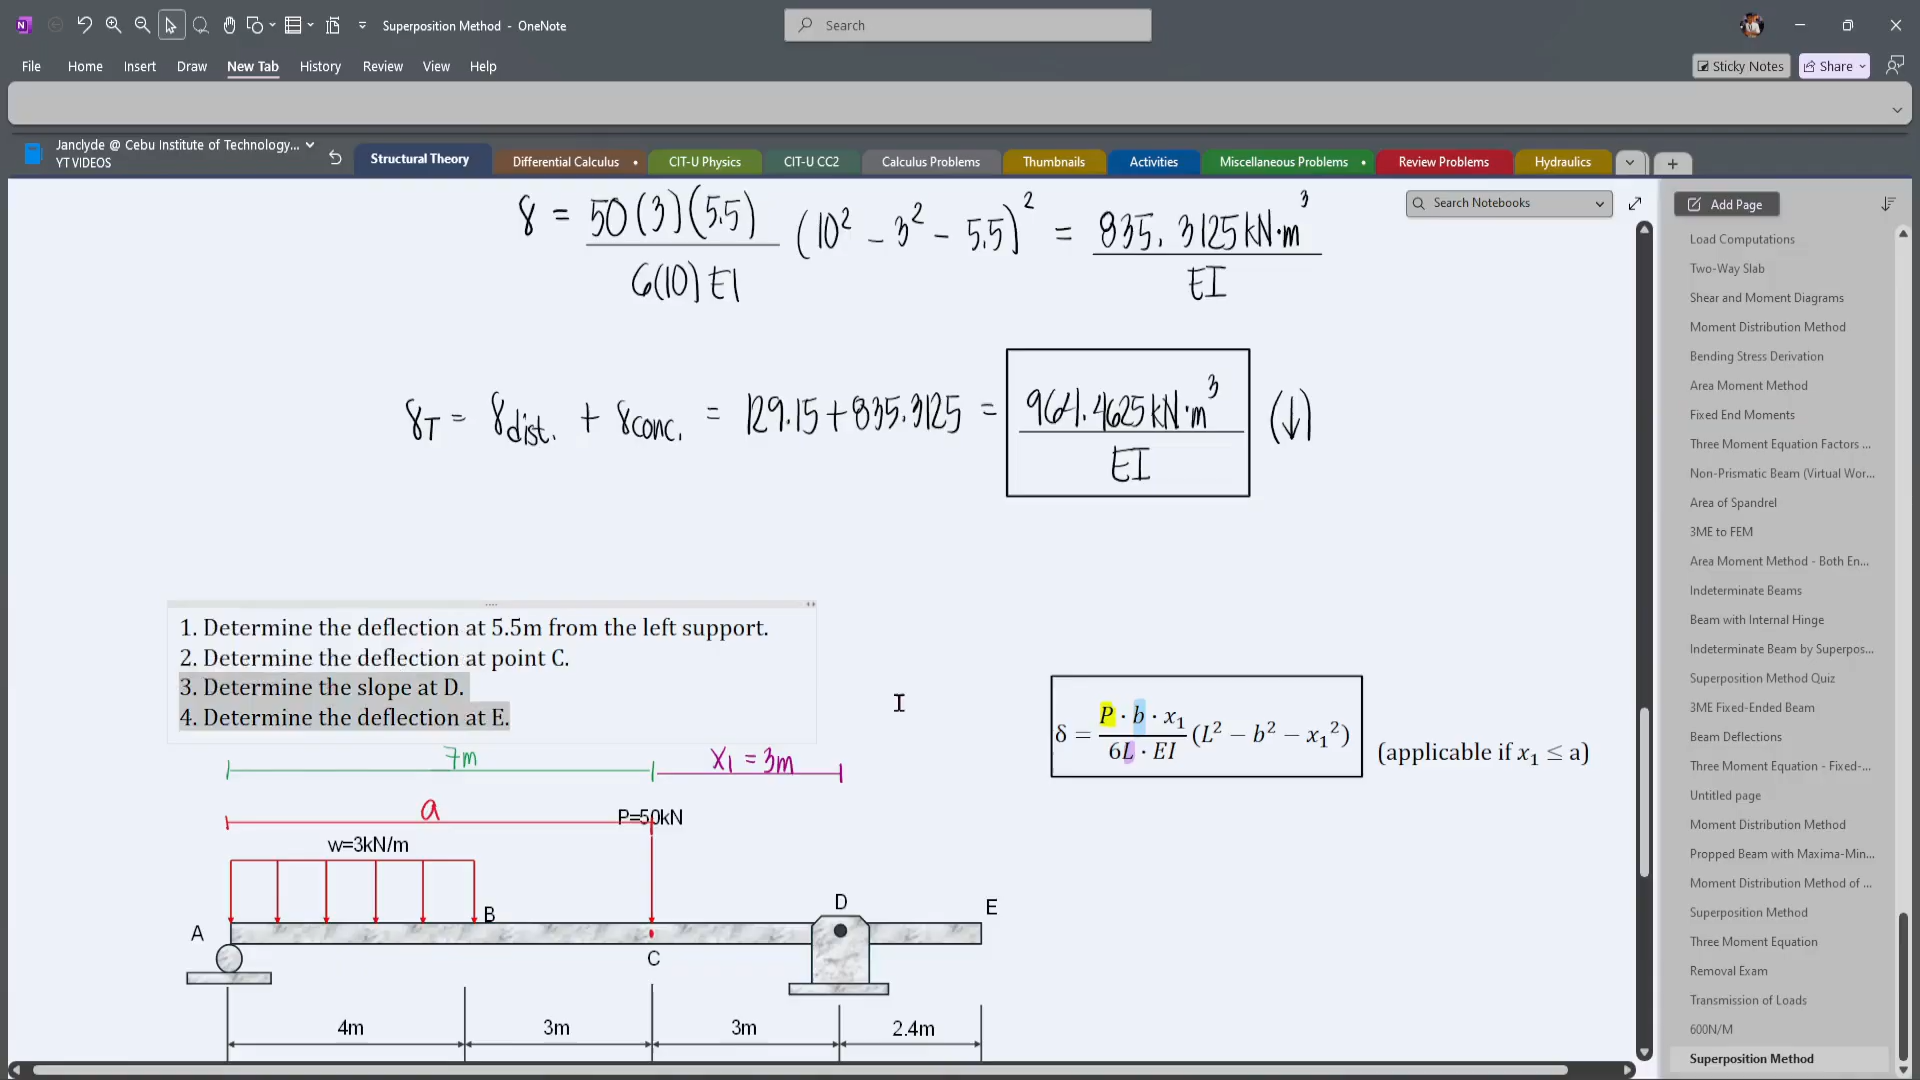 Superposition Method - OneNote
Search
File Home Insert Draw New Tab History Review View Help
Sticky Notes
Share
Janclyde @ Cebu Institute of Technology...
YT VIDEOS
Structural Theory
Differential Calculus
CIT-U Physics
CIT-U CC2
Calculus Problems
Thumbnails
Activities
Miscellaneous Problems
Review Problems
Hydraulics
Search Notebooks
δ = 50(3)(5.5) / 6(10)EI (10² - 3² - 5.5)² = 835.3125 kN·m³ / EI
δT = δdist. + δconc. = 129.15 + 835.3125 = 964.4625 kN·m³ / EI (↓)
1. Determine the deflection at 5.5m from the left support.
2. Determine the deflection at point C.
3. Determine the slope at D.
4. Determine the deflection at E.
δ = P · b · x₁ / 6L · EI (L² − b² − x₁²)
(applicable if x₁ ≤ a)
7m
X₁ = 3m
a
P=50kN
w=3kN/m
A
B
C
D
E
4m
3m
3m
2.4m
Add Page
Load Computations
Two-Way Slab
Shear and Moment Diagrams
Moment Distribution Method
Bending Stress Derivation
Area Moment Method
Fixed End Moments
Three Moment Equation Factors ...
Non-Prismatic Beam (Virtual Wor...
Area of Spandrel
3ME to FEM
Area Moment Method - Both En...
Indeterminate Beams
Beam with Internal Hinge
Indeterminate Beam by Superpos...
Superposition Method Quiz
3ME Fixed-Ended Beam
Beam Deflections
Three Moment Equation - Fixed-...
Untitled page
Moment Distribution Method
Propped Beam with Maxima-Min...
Moment Distribution Method of ...
Superposition Method
Three Moment Equation
Removal Exam
Transmission of Loads
600N/M
Superposition Method